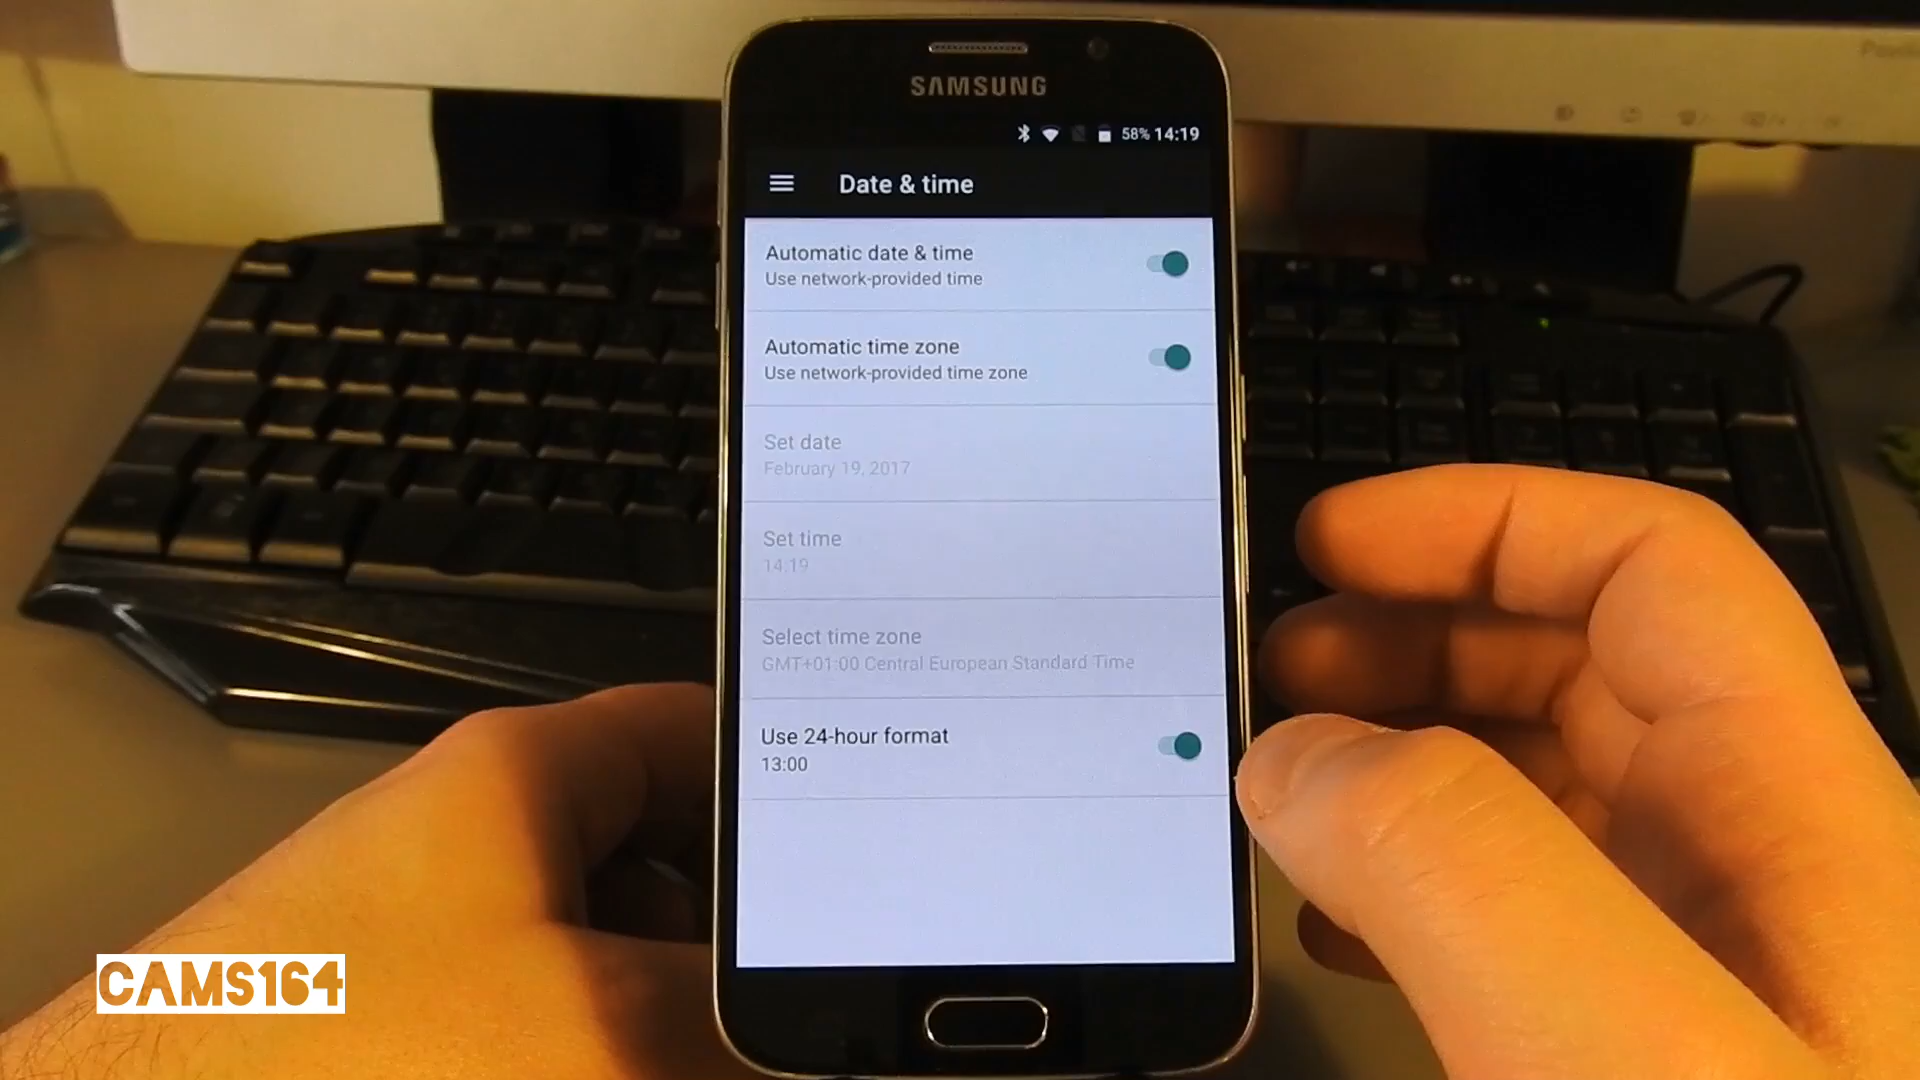 SAMSUNG
58% 14:19
Date & time
Automatic date & time
Use network-provided time
Automatic time zone
Use network-provided time zone
Set date
February 19, 2017
Set time
14:19
Select time zone
GMT+01:00 Central European Standard Time
Use 24-hour format
13:00
CAMS164